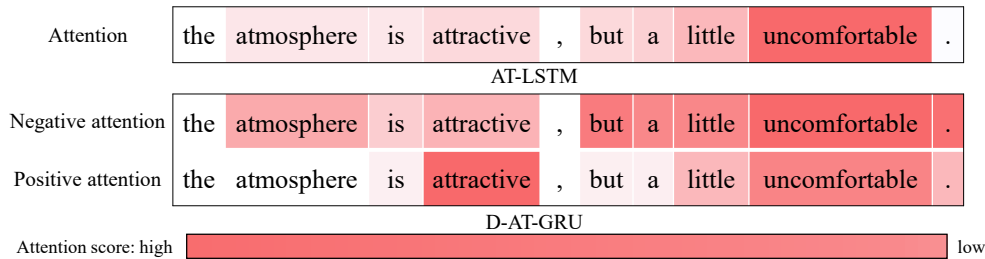 Attention the atmosphere is attractive , but a little uncomfortable .
AT-LSTM
Negative attention the atmosphere is attractive , but a little uncomfortable .
Positive attention the atmosphere is attractive , but a little uncomfortable .
D-AT-GRU
Attention score: high low